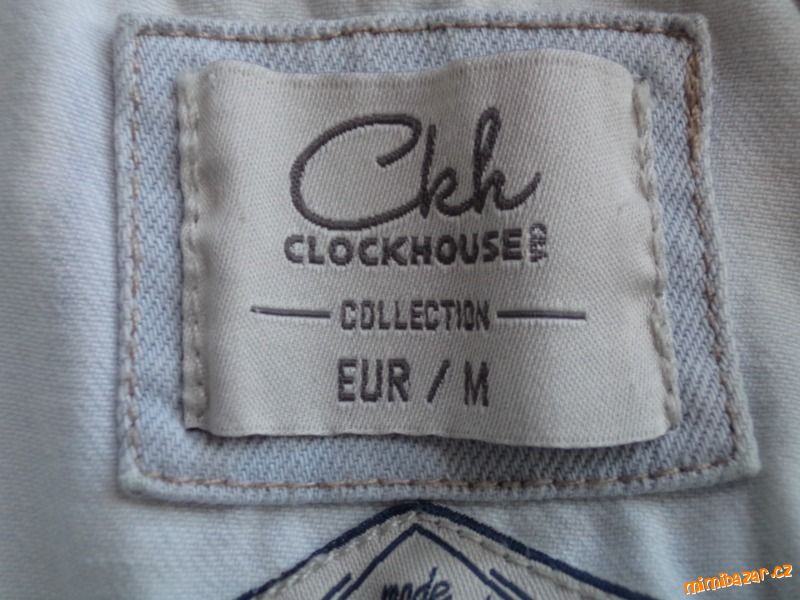 Ckh
CLOCKHOUSE C&A
COLLECTION
EUR / M
made
mimibazar.cz